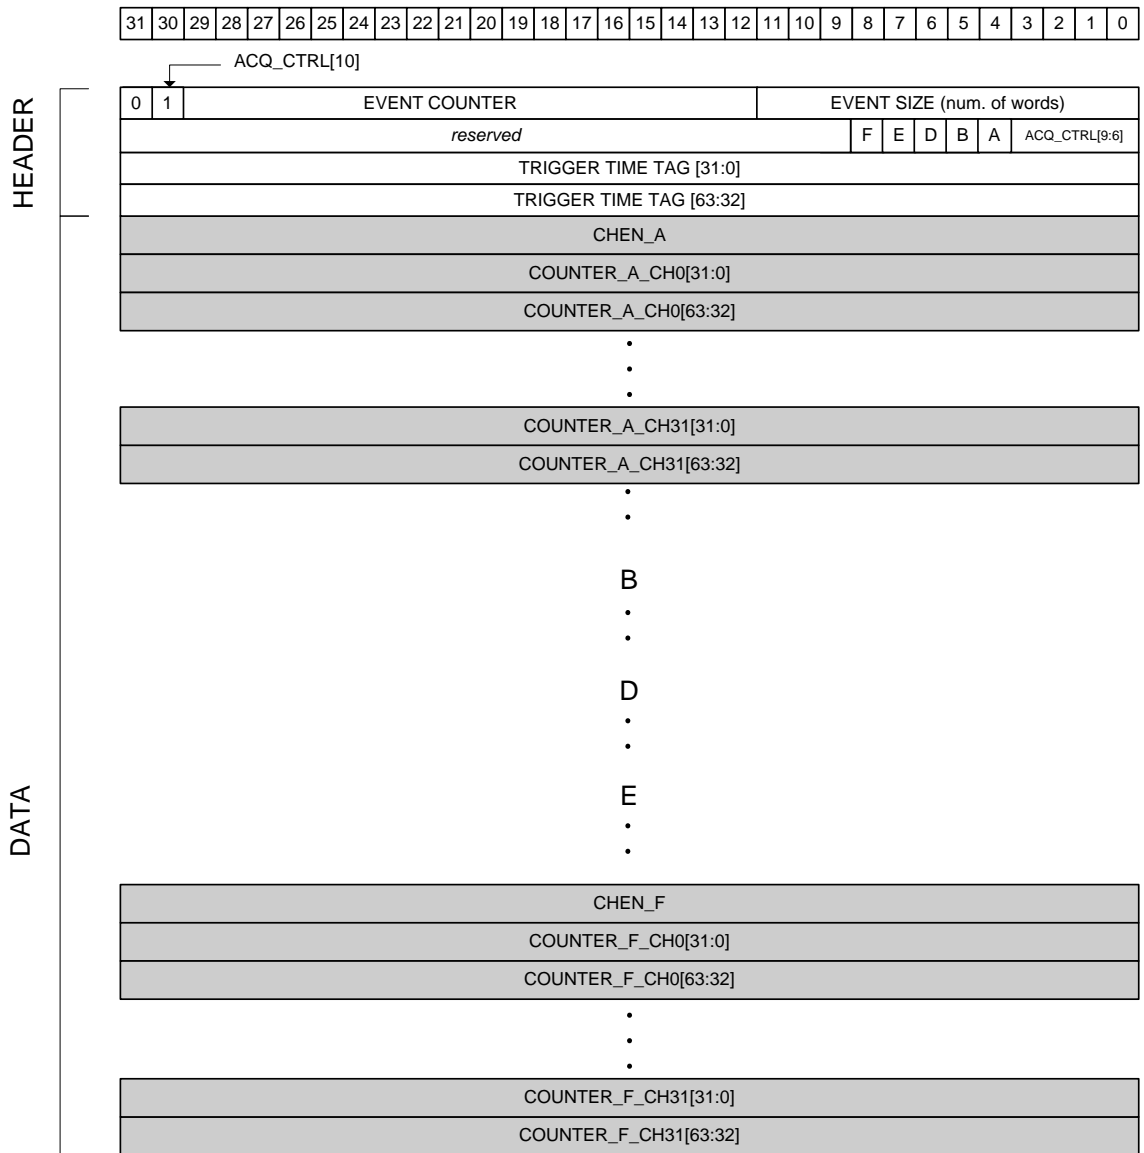 31 30 29 28 27 26 25 24 23 22 21 20 19 18 17 16 15 14 13 12 11 10 9 8 7 6 5 4 3 2 1 0
ACQ_CTRL[10]
HEADER
0 1 EVENT COUNTER EVENT SIZE (num. of words)
reserved F E D B A ACQ_CTRL[9:6]
TRIGGER TIME TAG [31:0]
TRIGGER TIME TAG [63:32]
DATA
CHEN_A
COUNTER_A_CH0[31:0]
COUNTER_A_CH0[63:32]
COUNTER_A_CH31[31:0]
COUNTER_A_CH31[63:32]
B
D
E
CHEN_F
COUNTER_F_CH0[31:0]
COUNTER_F_CH0[63:32]
COUNTER_F_CH31[31:0]
COUNTER_F_CH31[63:32]